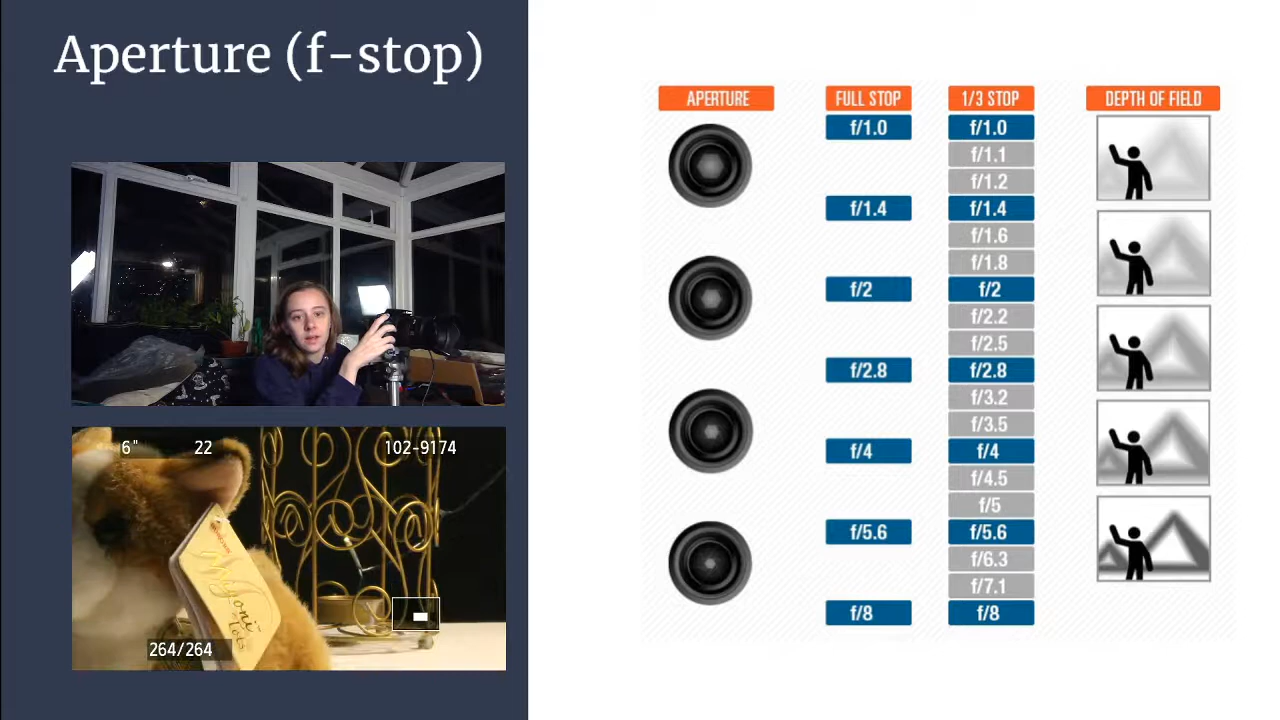 Aperture (f-stop)
6" 22 102-9174
264/264
APERTURE FULL STOP 1/3 STOP DEPTH OF FIELD
f/1.0 f/1.0
f/1.1
f/1.2
f/1.4 f/1.4
f/1.6
f/1.8
f/2 f/2
f/2.2
f/2.5
f/2.8 f/2.8
f/3.2
f/3.5
f/4 f/4
f/4.5
f/5
f/5.6 f/5.6
f/6.3
f/7.1
f/8 f/8